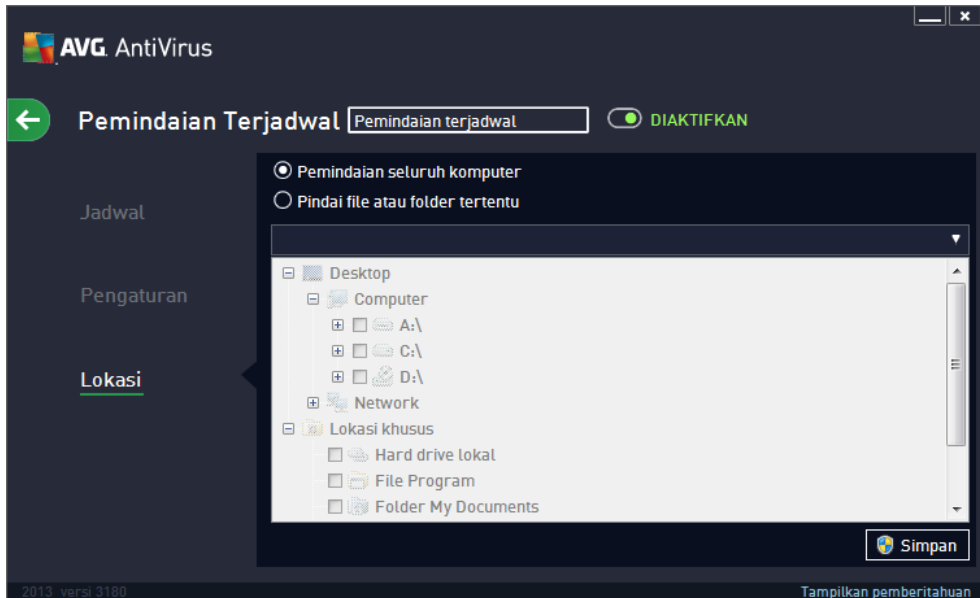 AVG. AntiVirus
Pemindaian Terjadwal Pemindaian terjadwal DIAKTIFKAN
Jadwal
Pengaturan
Lokasi
Pemindaian seluruh komputer
Pindai file atau folder tertentu
Desktop
Computer
A:\
C:\
D:\
Network
Lokasi khusus
Hard drive lokal
File Program
Folder My Documents
Simpan
2013 versi 3180
Tampilkan pemberitahuan